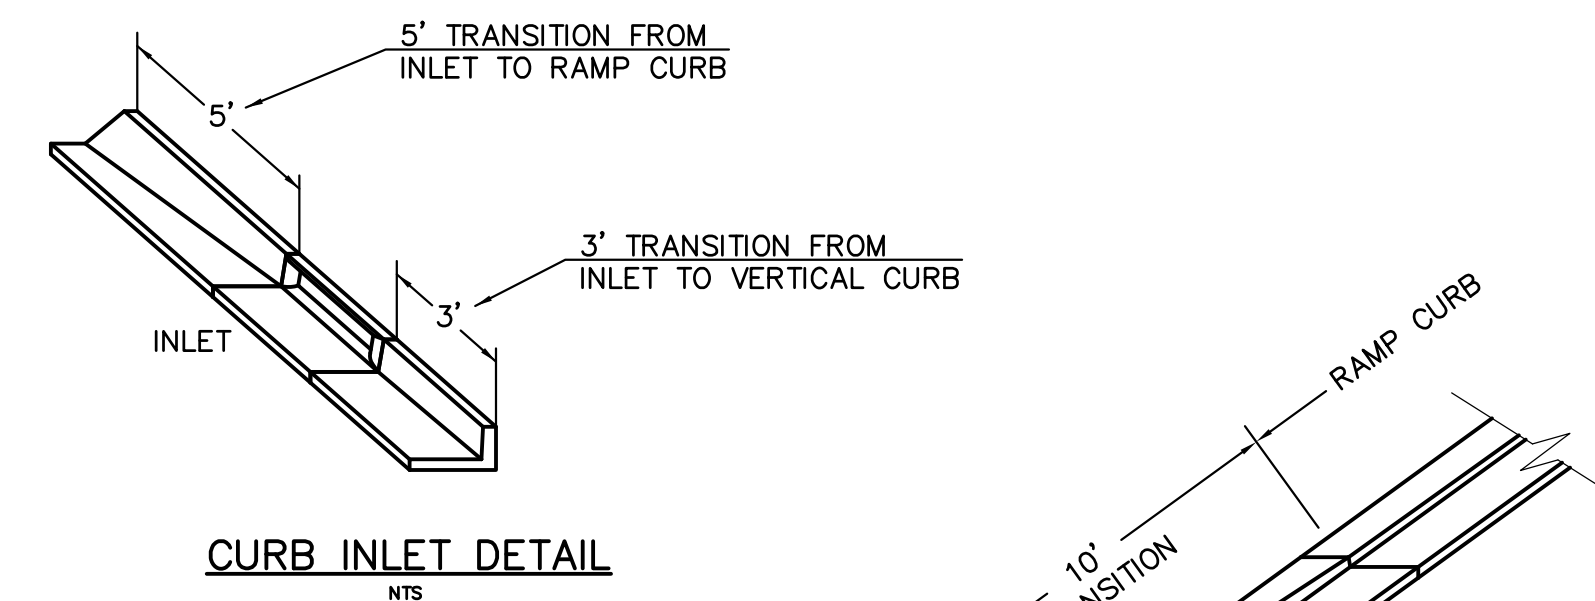 5' TRANSITION FROM
INLET TO RAMP CURB
5'
3' TRANSITION FROM
INLET TO VERTICAL CURB
3'
INLET
RAMP CURB
10'
CURB INLET DETAIL
NTS